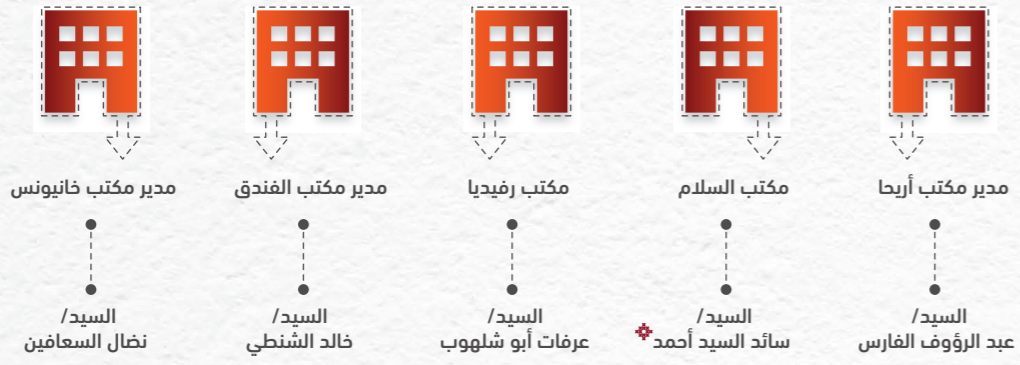 مدير مكتب أريحا
مكتب السلام
مكتب رفيديا
مدير مكتب الفندق
مدير مكتب خانيونس
السيد/
عبد الرؤوف الفارس
السيد/
سائد السيد أحمد
السيد/
عرفات أبو شلهوب
السيد/
خالد الشنطي
السيد/
نضال السعافين